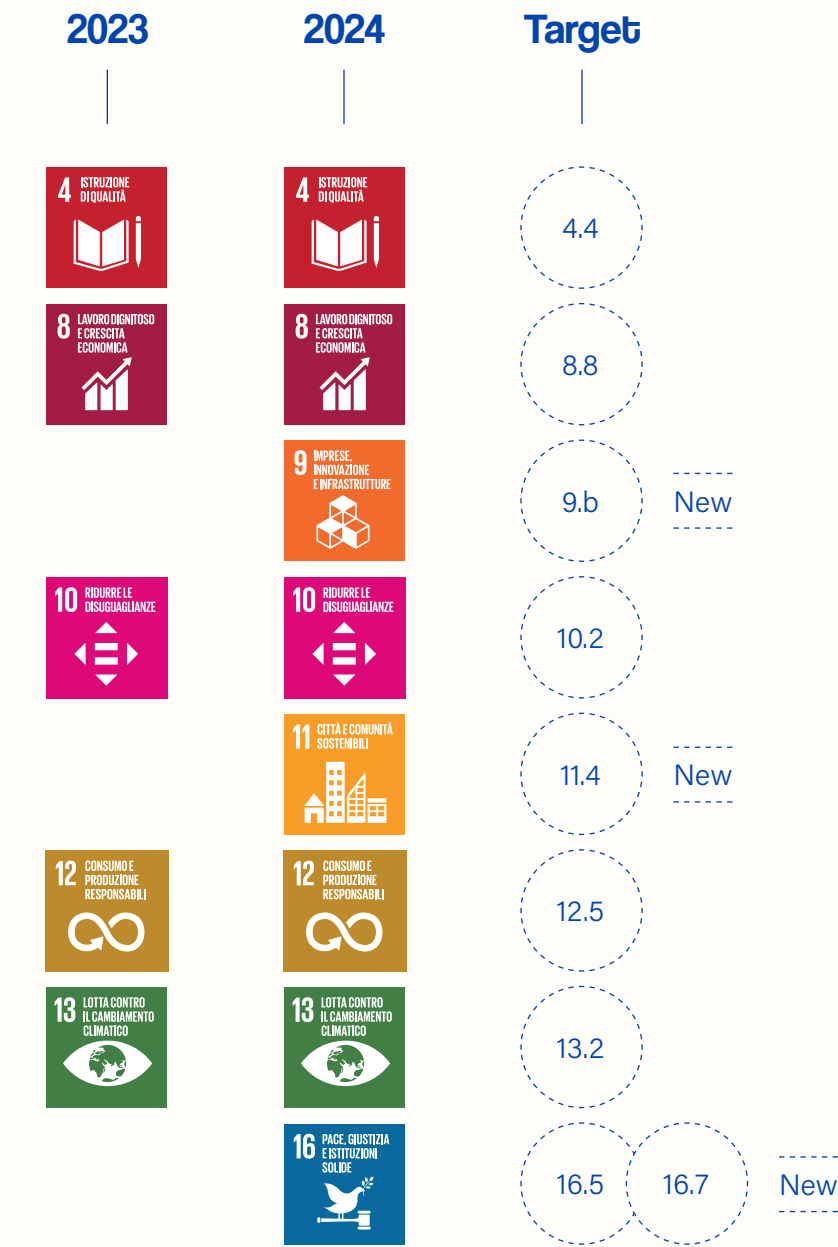 2023 2024 Target
4 ISTRUZIONE
DI QUALITÀ
4 ISTRUZIONE
DI QUALITÀ
4.4
8 LAVORO DIGNITOSO
E CRESCITA
ECONOMICA
8 LAVORO DIGNITOSO
E CRESCITA
ECONOMICA
8.8
9 IMPRESE,
INNOVAZIONE
E INFRASTRUTTURE
9.b
New
10 RIDURRE LE
DISUGUAGLIANZE
10 RIDURRE LE
DISUGUAGLIANZE
10.2
11 CITTÀ E COMUNITÀ
SOSTENIBILI
11.4
New
12 CONSUMO E
PRODUZIONE
RESPONSABILI
12 CONSUMO E
PRODUZIONE
RESPONSABILI
12.5
13 LOTTA CONTRO
IL CAMBIAMENTO
CLIMATICO
13 LOTTA CONTRO
IL CAMBIAMENTO
CLIMATICO
13.2
16 PACE, GIUSTIZIA
E ISTITUZIONI
SOLIDE
16.5
16.7
New